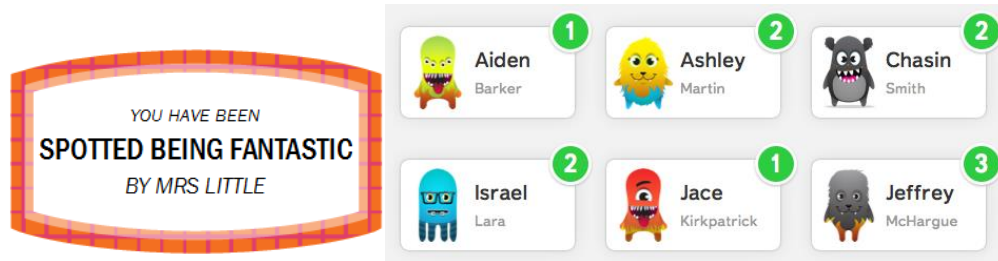 YOU HAVE BEEN
SPOTTED BEING FANTASTIC
BY MRS LITTLE
1
Aiden
Barker
2
Ashley
Martin
2
Chasin
Smith
2
Israel
Lara
1
Jace
Kirkpatrick
3
Jeffrey
McHargue